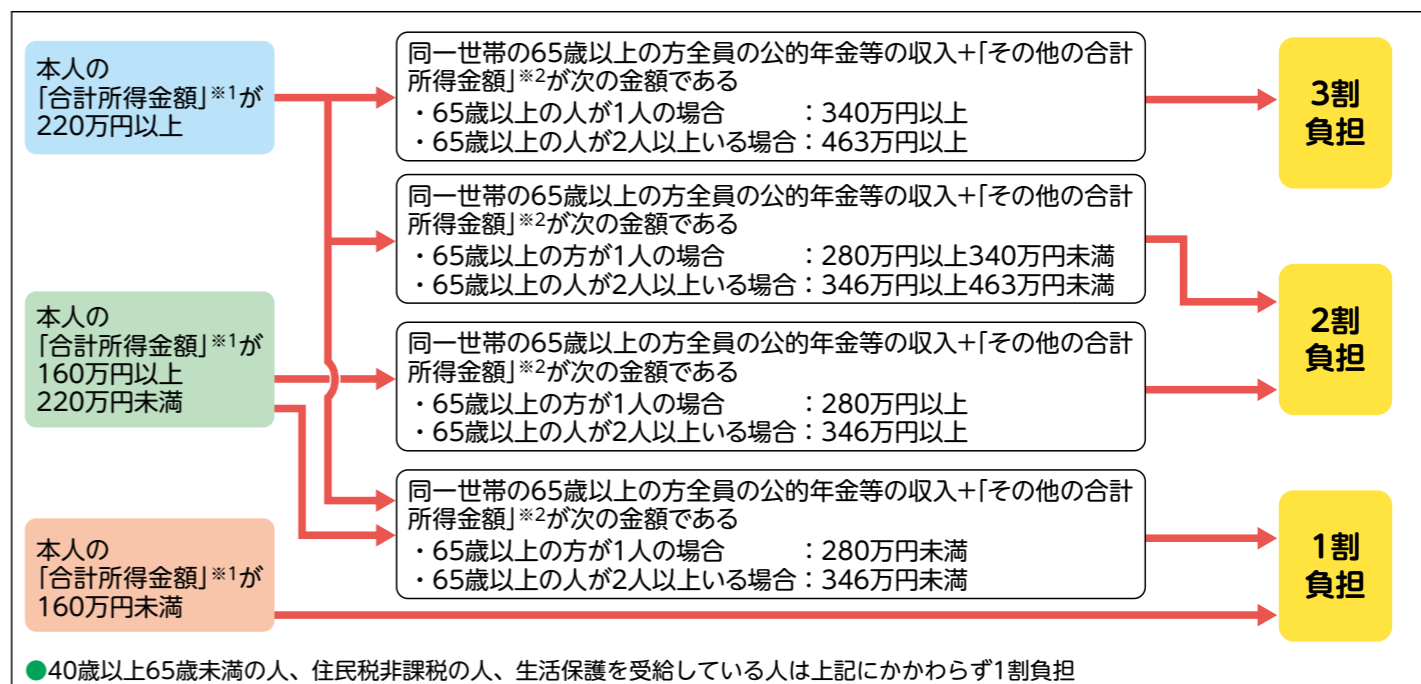 本人の
「合計所得金額」※1が
220万円以上
同一世帯の65歳以上の方全員の公的年金等の収入+「その他の合計
所得金額」※2が次の金額である
・65歳以上の人が1人の場合　　　：340万円以上
・65歳以上の人が2人以上いる場合：463万円以上
3割
負担
同一世帯の65歳以上の方全員の公的年金等の収入+「その他の合計
所得金額」※2が次の金額である
・65歳以上の方が1人の場合　　　：280万円以上340万円未満
・65歳以上の人が2人以上いる場合：346万円以上463万円未満
本人の
「合計所得金額」※1が
160万円以上
220万円未満
同一世帯の65歳以上の方全員の公的年金等の収入+「その他の合計
所得金額」※2が次の金額である
・65歳以上の方が1人の場合　　　：280万円以上
・65歳以上の人が2人以上いる場合：346万円以上
2割
負担
同一世帯の65歳以上の方全員の公的年金等の収入+「その他の合計
所得金額」※2が次の金額である
・65歳以上の方が1人の場合　　　：280万円未満
・65歳以上の人が2人以上いる場合：346万円未満
本人の
「合計所得金額」※1が
160万円未満
1割
負担
●40歳以上65歳未満の人、住民税非課税の人、生活保護を受給している人は上記にかかわらず1割負担